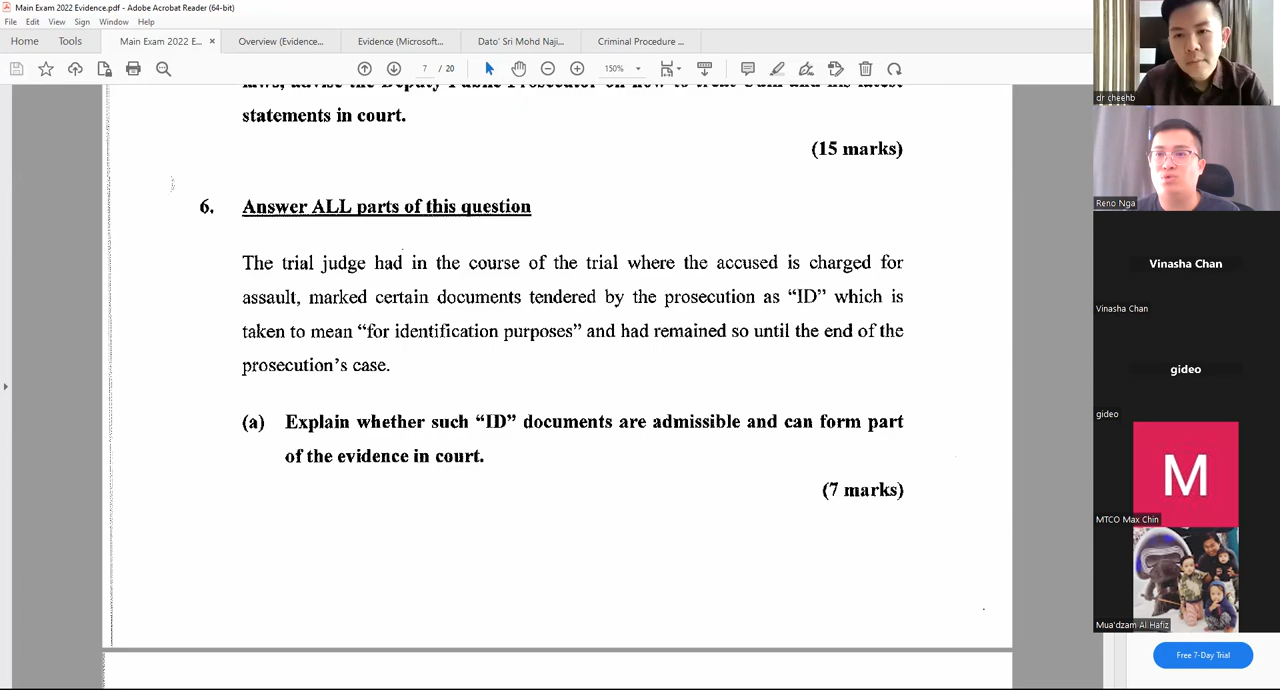 Main Exam 2022 Evidence.pdf - Adobe Acrobat Reader (64-bit)
File Edit View Sign Window Help
Home Tools Main Exam 2022 E... × Overview (Evidence... Evidence (Microsoft... Dato' Sri Mohd Naji... Criminal Procedure ...
7 / 20 150%
statements in court.
(15 marks)
6. Answer ALL parts of this question
The trial judge had in the course of the trial where the accused is charged for
assault, marked certain documents tendered by the prosecution as “ID” which is
taken to mean “for identification purposes” and had remained so until the end of the
prosecution’s case.
(a) Explain whether such “ID” documents are admissible and can form part
of the evidence in court.
(7 marks)
dr cheehb
Reno Nga
Vinasha Chan
Vinasha Chan
gideo
gideo
M
MTCO Max Chin
Mua'dzam Al Hafiz
Free 7-Day Trial